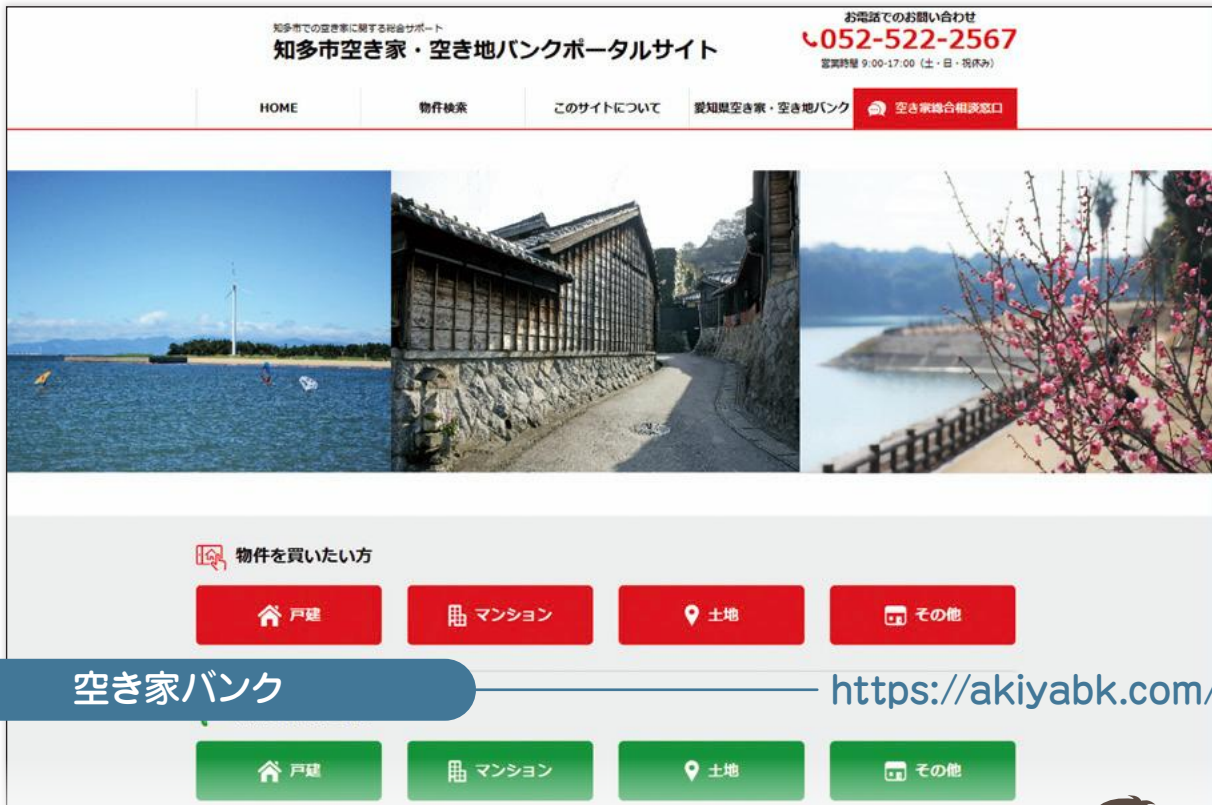 知多市での空き家に関する総合サポート
知多市空き家・空き地バンクポータルサイト
お電話でのお問い合わせ
052-522-2567
営業時間 9:00-17:00（土・日・祝休み）
HOME
物件検索
このサイトについて
愛知県空き家・空き地バンク
空き家総合相談窓口
物件を買いたい方
戸建
マンション
土地
その他
空き家バンク
https://akiyabk.com/
戸建
マンション
土地
その他